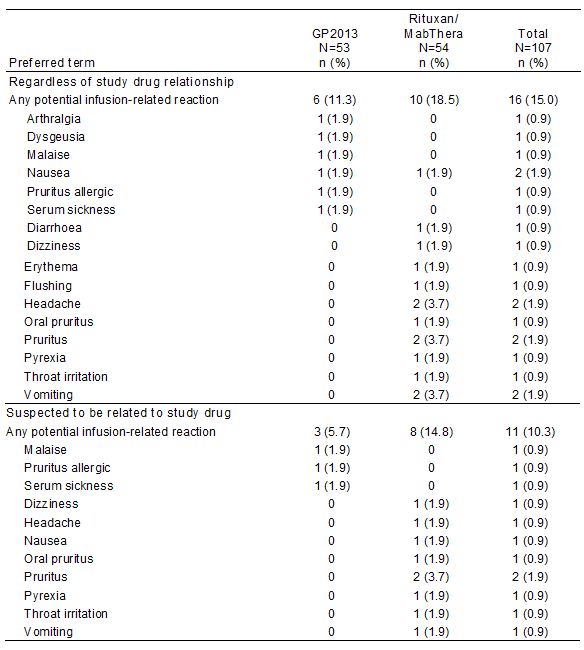 Preferred term GP2013 N=53 n (%) Rituxan/ MabThera N=54 n (%) Total N=107 n (%)
Regardless of study drug relationship
Any potential infusion-related reaction 6 (11.3) 10 (18.5) 16 (15.0)
Arthralgia 1 (1.9) 0 1 (0.9)
Dysgeusia 1 (1.9) 0 1 (0.9)
Malaise 1 (1.9) 0 1 (0.9)
Nausea 1 (1.9) 1 (1.9) 2 (1.9)
Pruritus allergic 1 (1.9) 0 1 (0.9)
Serum sickness 1 (1.9) 0 1 (0.9)
Diarrhoea 0 1 (1.9) 1 (0.9)
Dizziness 0 1 (1.9) 1 (0.9)
Erythema 0 1 (1.9) 1 (0.9)
Flushing 0 1 (1.9) 1 (0.9)
Headache 0 2 (3.7) 2 (1.9)
Oral pruritus 0 1 (1.9) 1 (0.9)
Pruritus 0 2 (3.7) 2 (1.9)
Pyrexia 0 1 (1.9) 1 (0.9)
Throat irritation 0 1 (1.9) 1 (0.9)
Vomiting 0 2 (3.7) 2 (1.9)
Suspected to be related to study drug
Any potential infusion-related reaction 3 (5.7) 8 (14.8) 11 (10.3)
Malaise 1 (1.9) 0 1 (0.9)
Pruritus allergic 1 (1.9) 0 1 (0.9)
Serum sickness 1 (1.9) 0 1 (0.9)
Dizziness 0 1 (1.9) 1 (0.9)
Headache 0 1 (1.9) 1 (0.9)
Nausea 0 1 (1.9) 1 (0.9)
Oral pruritus 0 1 (1.9) 1 (0.9)
Pruritus 0 2 (3.7) 2 (1.9)
Pyrexia 0 1 (1.9) 1 (0.9)
Throat irritation 0 1 (1.9) 1 (0.9)
Vomiting 0 1 (1.9) 1 (0.9)